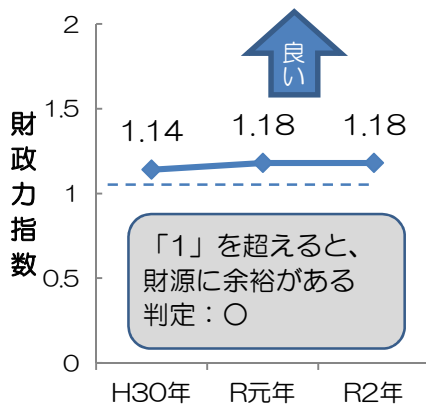 2
良い
財政力指数
1.5
1.14
1.18
1.18
1
「1」を超えると、
財源に余裕がある
判定：〇
0.5
0
H30年
R元年
R2年